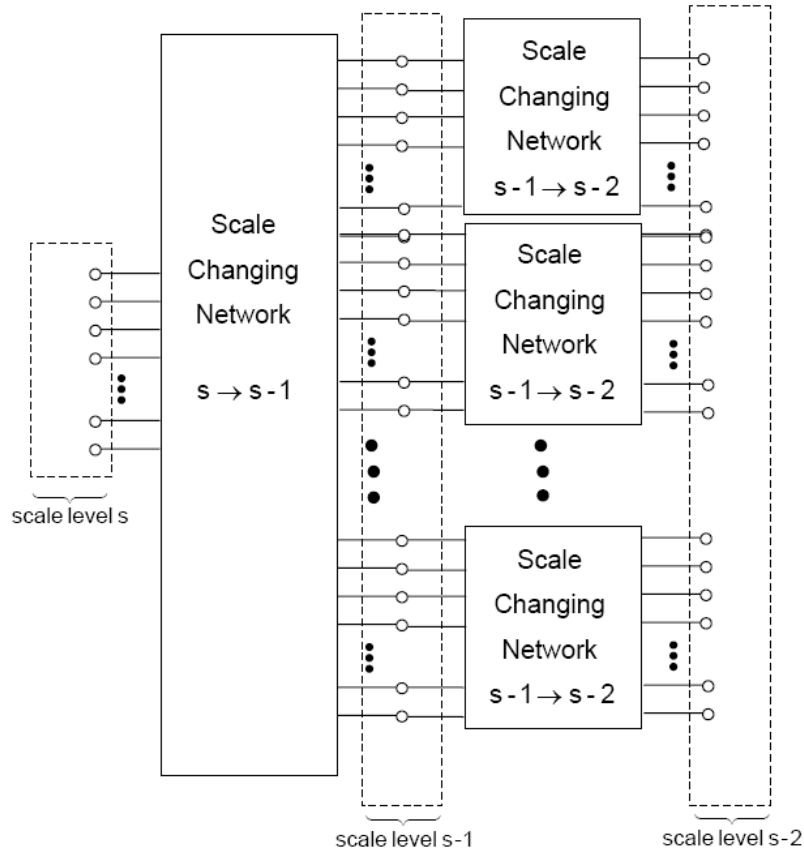 Scale
Changing
Network
s → s-1
Scale
Changing
Network
s-1 → s-2
Scale
Changing
Network
s-1 → s-2
Scale
Changing
Network
s-1 → s-2
scale level s
scale level s-1
scale level s-2